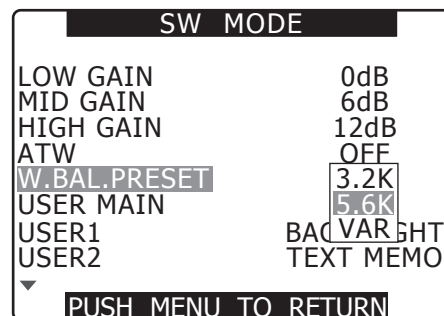 SW MODE
LOW GAIN 0dB
MID GAIN 6dB
HIGH GAIN 12dB
ATW OFF
W.BAL.PRESET 3.2K
USER MAIN 5.6K
USER1 BAC VAR GHT
USER2 TEXT MEMO
PUSH MENU TO RETURN